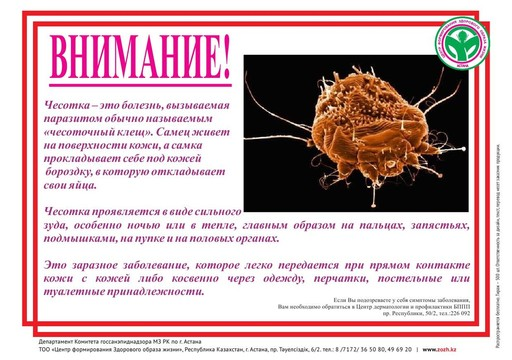 ВНИМАНИЕ!
Чесотка – это болезнь, вызываемая
паразитом обычно называемым
«чесоточный клещ». Самец живет
на поверхности кожи, а самка
прокладывает себе под кожей
бороздку, в которую откладывает
свои яйца.
Чесотка проявляется в виде сильного
зуда, особенно ночью или в тепле, главным образом на пальцах, запястьях,
подмышками, на пупке и на половых органах.
Это заразное заболевание, которое легко передается при прямом контакте
кожи с кожей либо косвенно через одежду, перчатки, постельные или
туалетные принадлежности.
Если Вы подозреваете у себя симптомы заболевания,
Вам необходимо обратиться в Центр дерматологии и профилактики БППП
пр. Республики, 50/2, тел.:226 092
Департамент Комитета госсанэпиднадзора МЗ РК по г. Астана
ТОО «Центр формирования Здорового образа жизни», Республика Казахстан, г. Астана, пр. Тауелсіздік, 6/2. тел.: 8 /7172/ 36 50 80, 49 69 20 | www.zozh.kz
АСТАНА